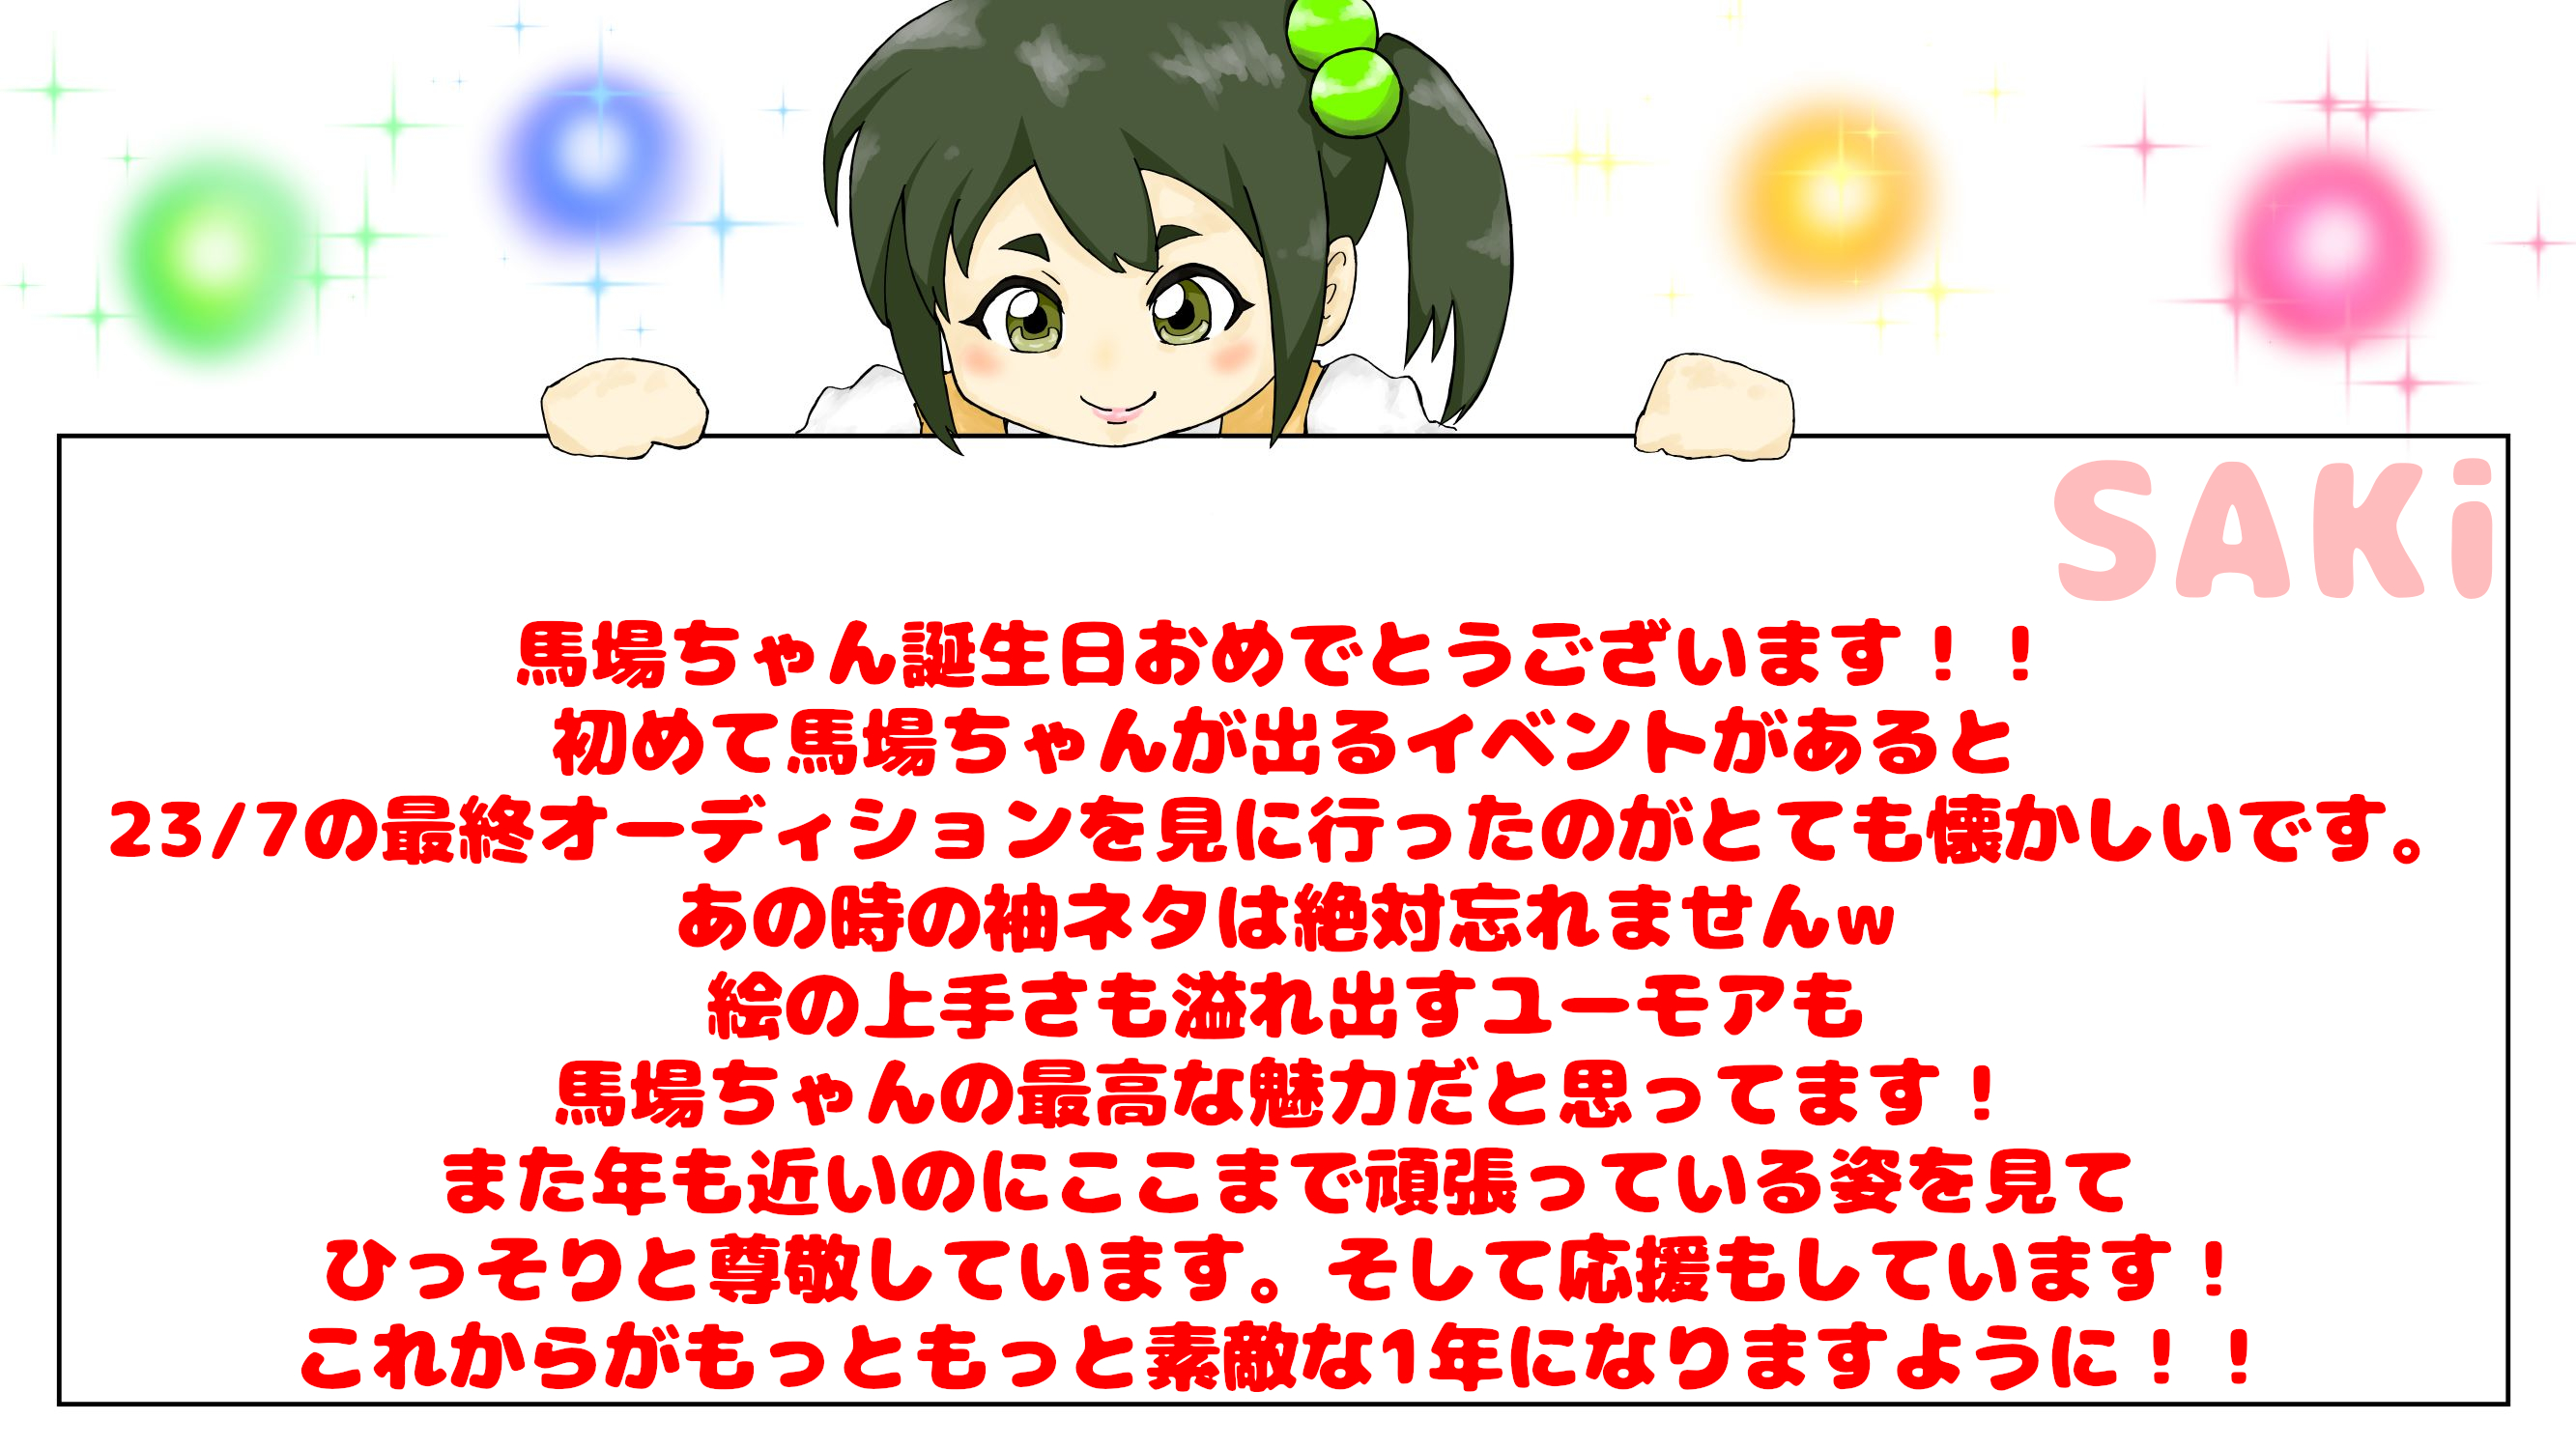 SAKi
馬場ちゃん誕生日おめでとうございます！！
初めて馬場ちゃんが出るイベントがあると
23/7の最終オーディションを見に行ったのがとても懐かしいです。
あの時の袖ネタは絶対忘れませんw
絵の上手さも溢れ出すユーモアも
馬場ちゃんの最高な魅力だと思ってます！
また年も近いのにここまで頑張っている姿を見て
ひっそりと尊敬しています。そして応援もしています！
これからがもっともっと素敵な1年になりますように！！